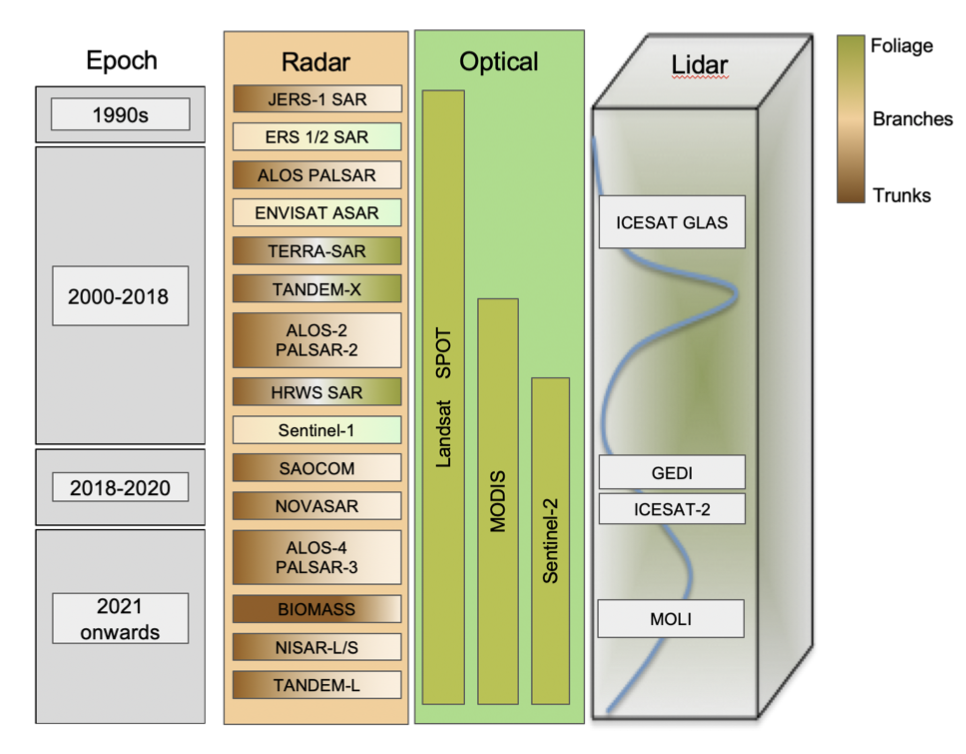 Epoch
Radar
Optical
Lidar
Foliage
Branches
Trunks
1990s
2000-2018
2018-2020
2021
onwards
JERS-1 SAR
ERS 1/2 SAR
ALOS PALSAR
ENVISAT ASAR
TERRA-SAR
TANDEM-X
ALOS-2
PALSAR-2
HRWS SAR
Sentinel-1
SAOCOM
NOVASAR
ALOS-4
PALSAR-3
BIOMASS
NISAR-L/S
TANDEM-L
Landsat SPOT
MODIS
Sentinel-2
ICESAT GLAS
GEDI
ICESAT-2
MOLI